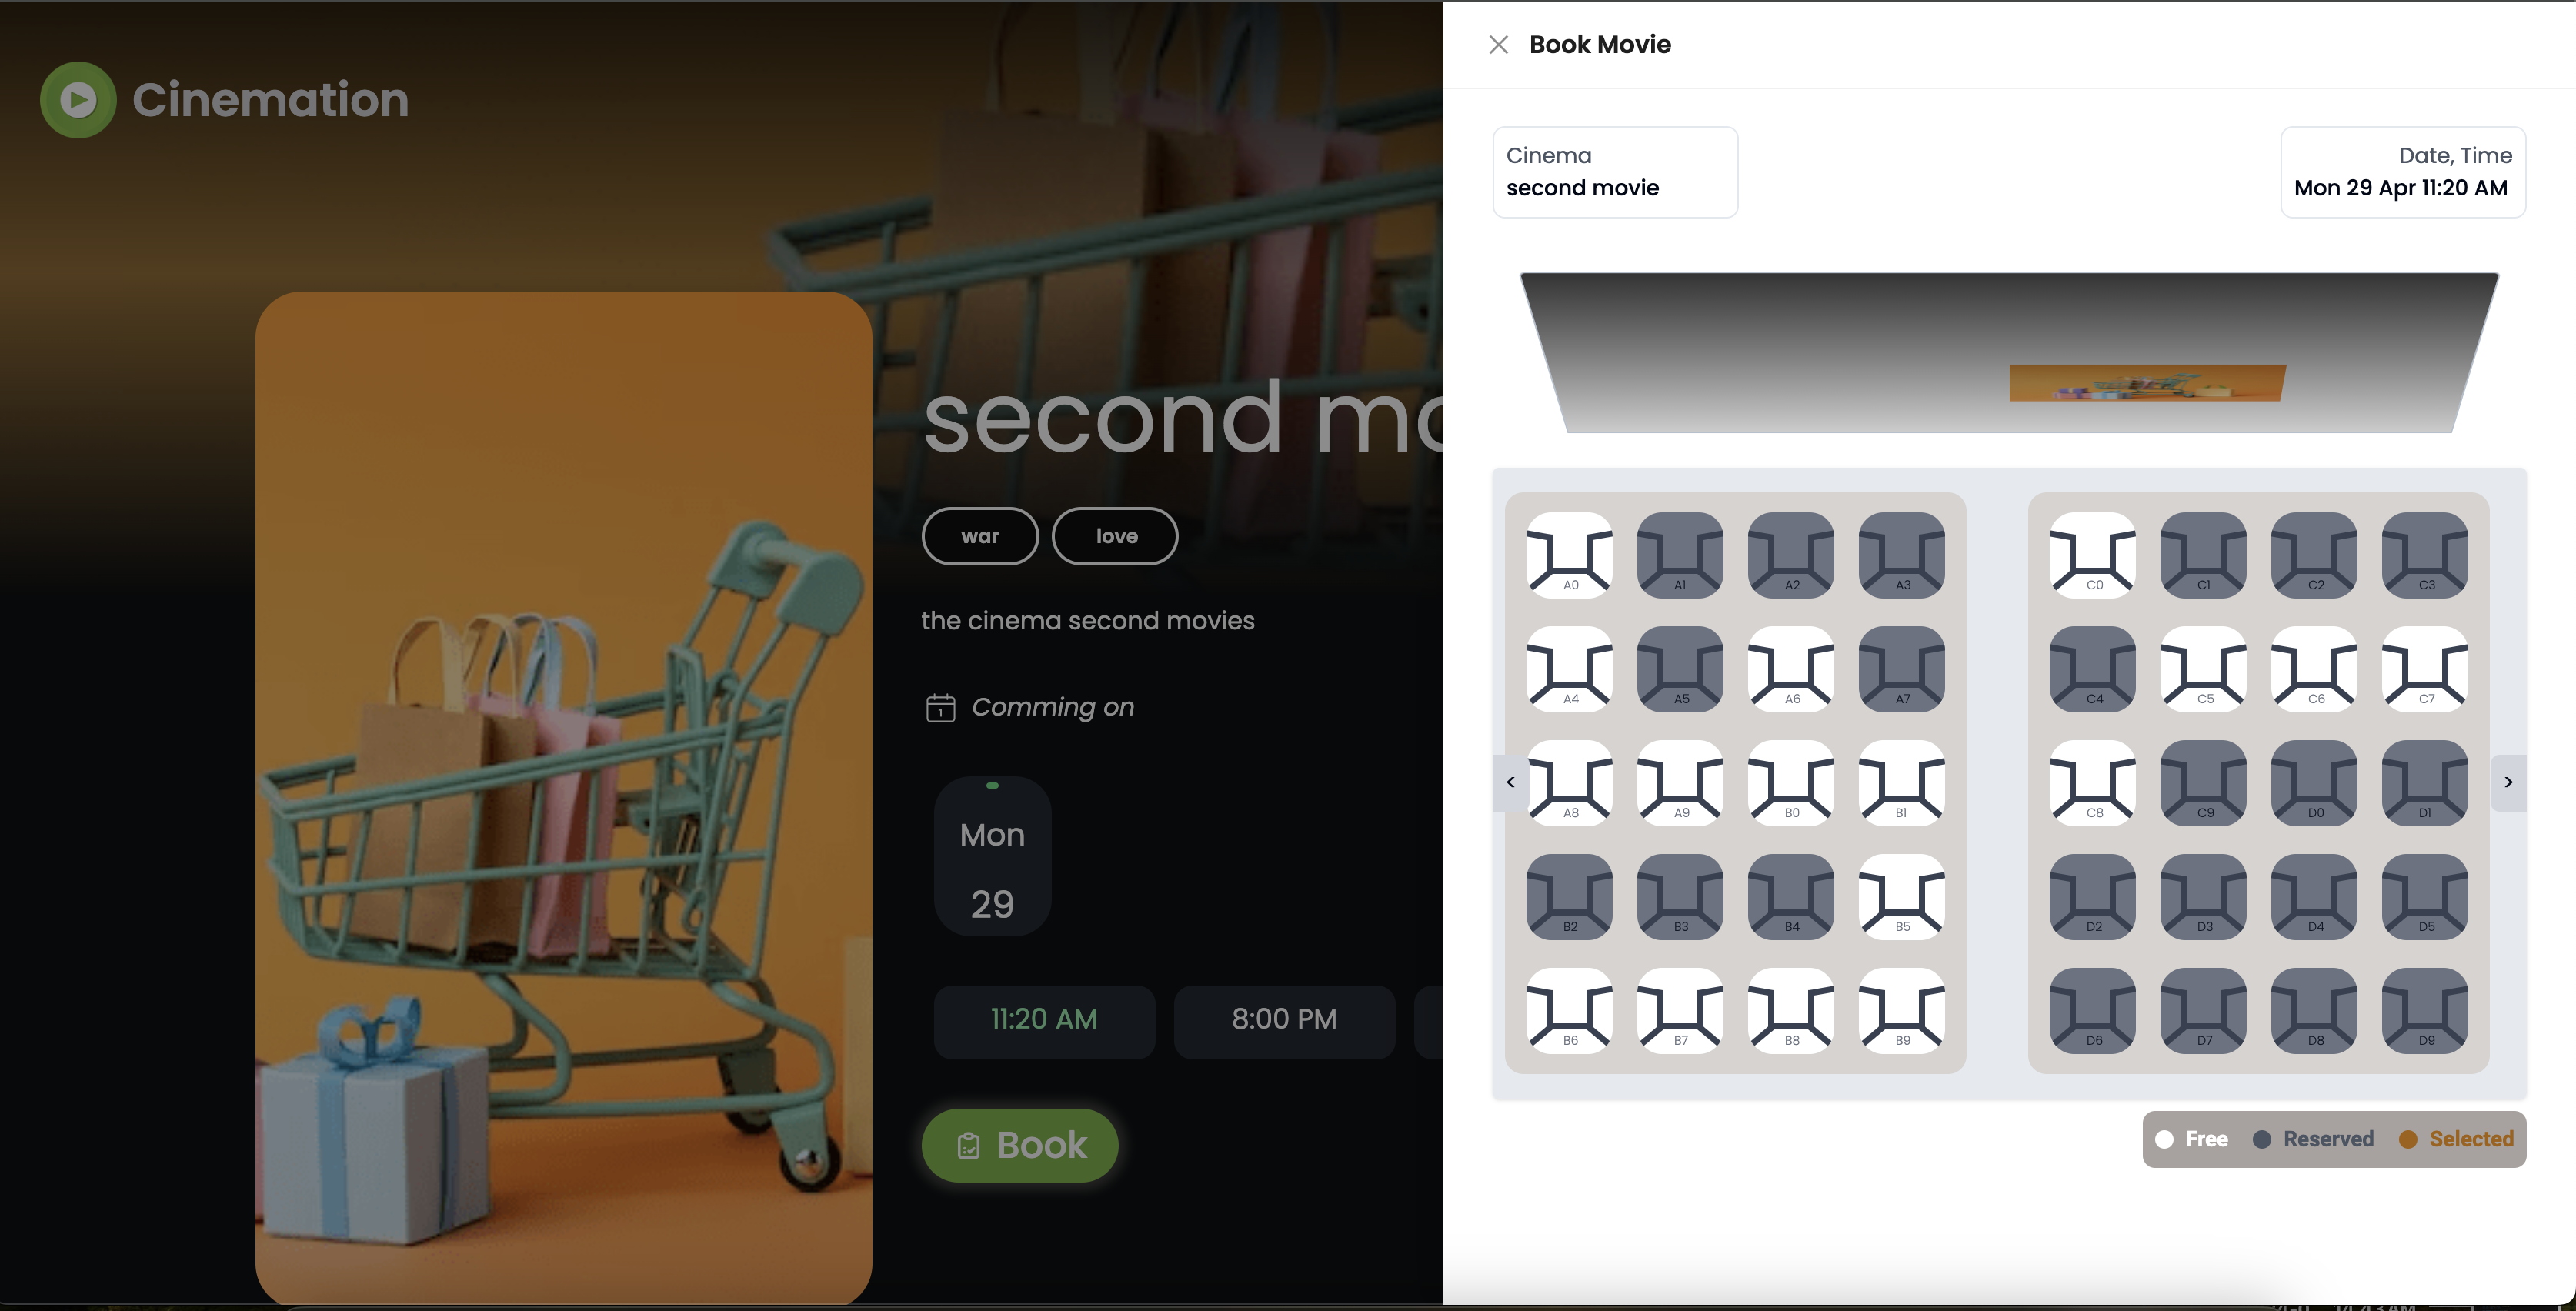 Cinemation
second mo
war
love
the cinema second movies
1
Comming on
Mon
29
11:20 AM
8:00 PM
Book
Book Movie
Cinema
second movie
Date, Time
Mon 29 Apr 11:20 AM
A0 A1 A2 A3
A4 A5 A6 A7
A8 A9 B0 B1
B2 B3 B4 B5
B6 B7 B8 B9
C0 C1 C2 C3
C4 C5 C6 C7
C8 C9 D0 D1
D2 D3 D4 D5
D6 D7 D8 D9
<
>
Free Reserved Selected